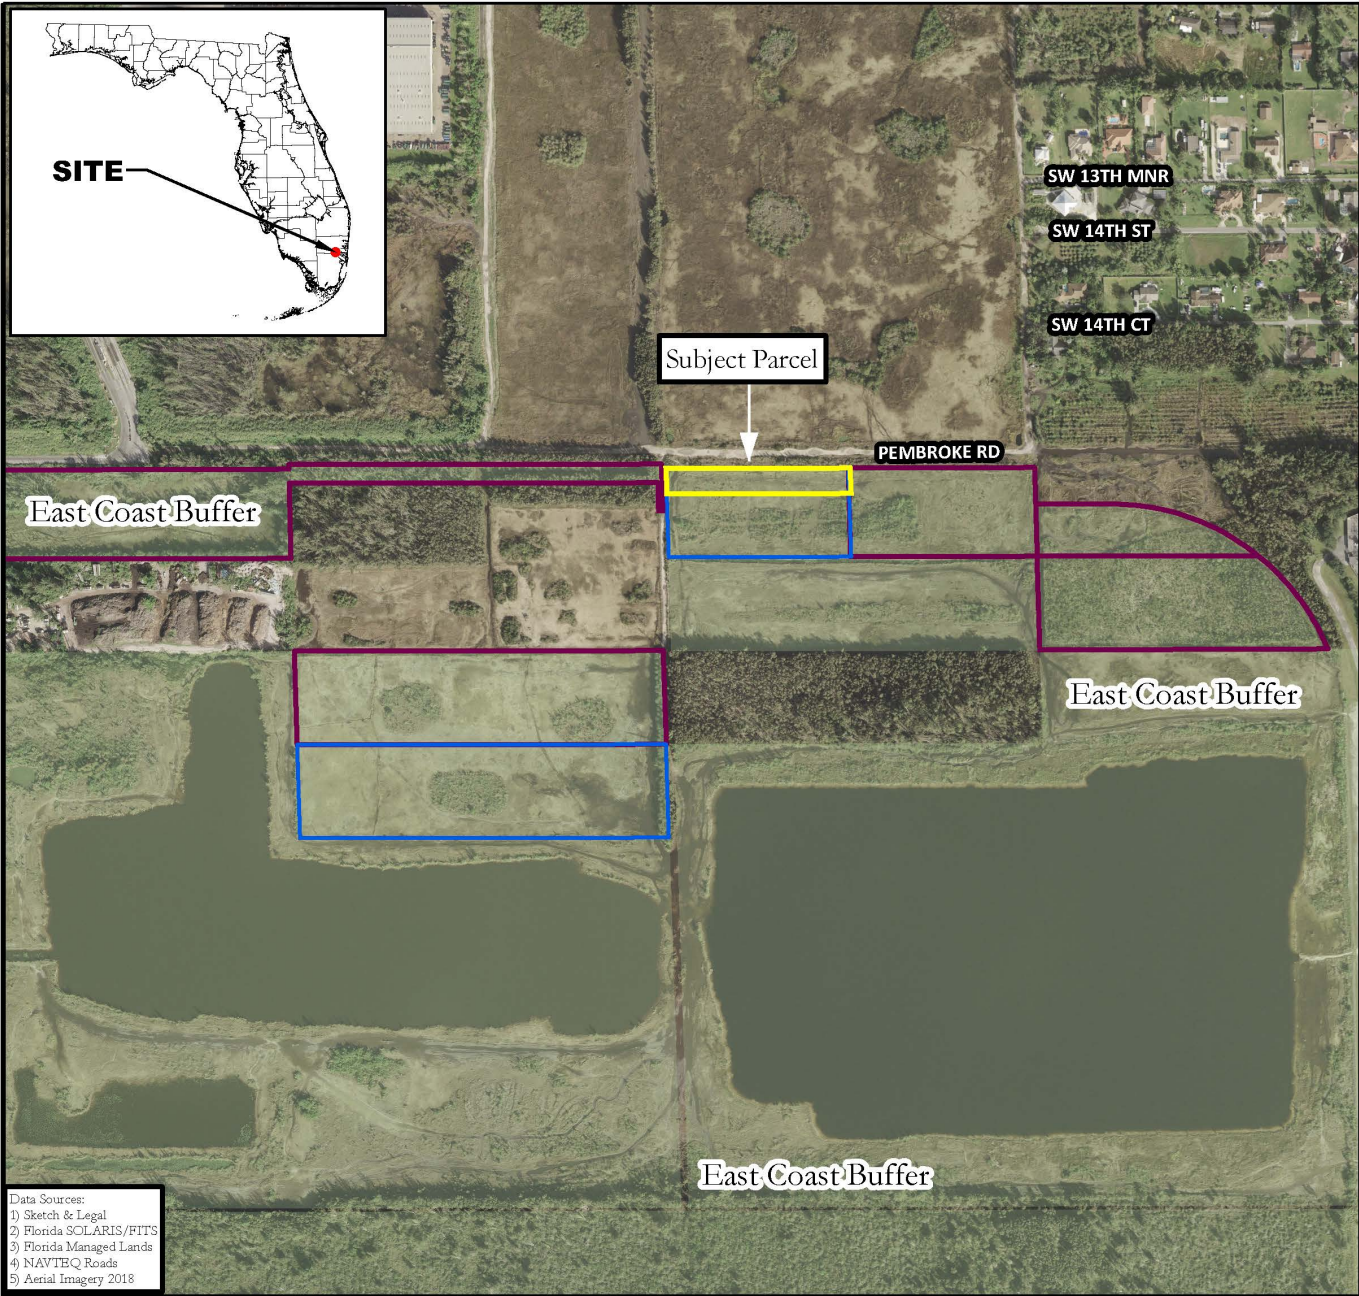 SITE
SW 13TH MNR
SW 14TH ST
SW 14TH CT
Subject Parcel
PEMBROKE RD
East Coast Buffer
East Coast Buffer
East Coast Buffer
Data Sources:
1) Sketch & Legal
2) Florida SOLARIS/FITS
3) Florida Managed Lands
4) NAVTEQ Roads
5) Aerial Imagery 2018